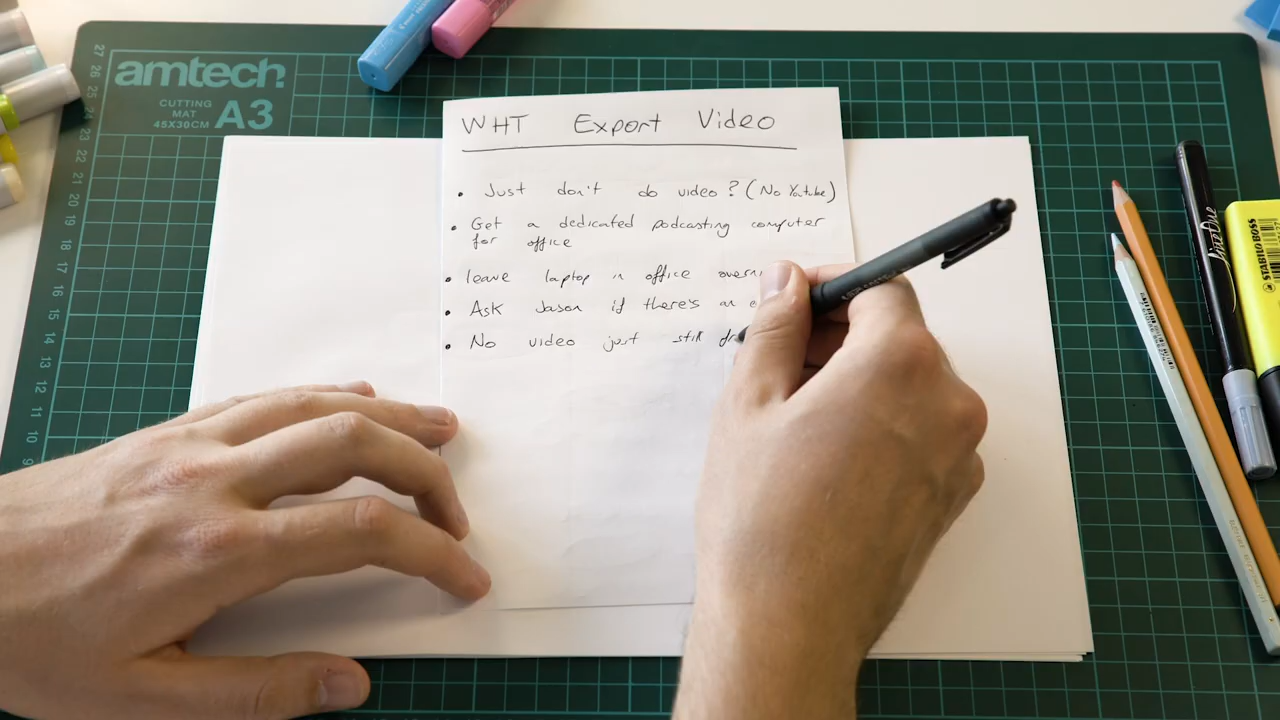 amtech
CUTTING
MAT
45X30CM
A3
WHT Export Video
• Just don't do video? (No Youtube)
• Get a dedicated podcasting computer
for office
• leave laptop in office
• Ask Jason if there's an
• No video just still
STABILO BOSS